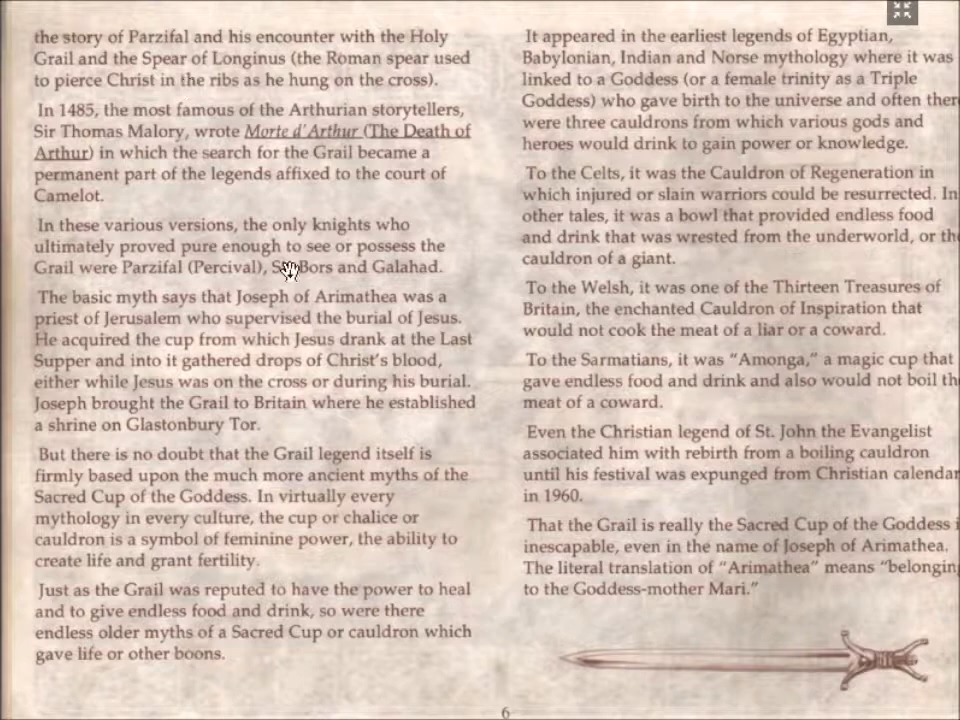 the story of Parzifal and his encounter with the Holy
Grail and the Spear of Longinus (the Roman spear used
to pierce Christ in the ribs as he hung on the cross).
In 1485, the most famous of the Arthurian storytellers,
Sir Thomas Malory, wrote Morte d'Arthur (The Death of
Arthur) in which the search for the Grail became a
permanent part of the legends affixed to the court of
Camelot.
In these various versions, the only knights who
ultimately proved pure enough to see or possess the
Grail were Parzifal (Percival), Bors and Galahad.
The basic myth says that Joseph of Arimathea was a
priest of Jerusalem who supervised the burial of Jesus.
He acquired the cup from which Jesus drank at the Last
Supper and into it gathered drops of Christ's blood,
either while Jesus was on the cross or during his burial.
Joseph brought the Grail to Britain where he established
a shrine on Glastonbury Tor.
But there is no doubt that the Grail legend itself is
firmly based upon the much more ancient myths of the
Sacred Cup of the Goddess. In virtually every
mythology in every culture, the cup or chalice or
cauldron is a symbol of feminine power, the ability to
create life and grant fertility.
Just as the Grail was reputed to have the power to heal
and to give endless food and drink, so were there
endless older myths of a Sacred Cup or cauldron which
gave life or other boons.
It appeared in the earliest legends of Egyptian,
Babylonian, Indian and Norse mythology where it was
linked to a Goddess (or a female trinity as a Triple
Goddess) who gave birth to the universe and often ther
were three cauldrons from which various gods and
heroes would drink to gain power or knowledge.
To the Celts, it was the Cauldron of Regeneration in
which injured or slain warriors could be resurrected. In
other tales, it was a bowl that provided endless food
and drink that was wrested from the underworld, or th
cauldron of a giant.
To the Welsh, it was one of the Thirteen Treasures of
Britain, the enchanted Cauldron of Inspiration that
would not cook the meat of a liar or a coward.
To the Sarmatians, it was "Amonga," a magic cup that
gave endless food and drink and also would not boil th
meat of a coward.
Even the Christian legend of St. John the Evangelist
associated him with rebirth from a boiling cauldron
until his festival was expunged from Christian calendar
in 1960.
That the Grail is really the Sacred Cup of the Goddess i
inescapable, even in the name of Joseph of Arimathea.
The literal translation of "Arimathea" means "belongin
to the Goddess-mother Mari."
6